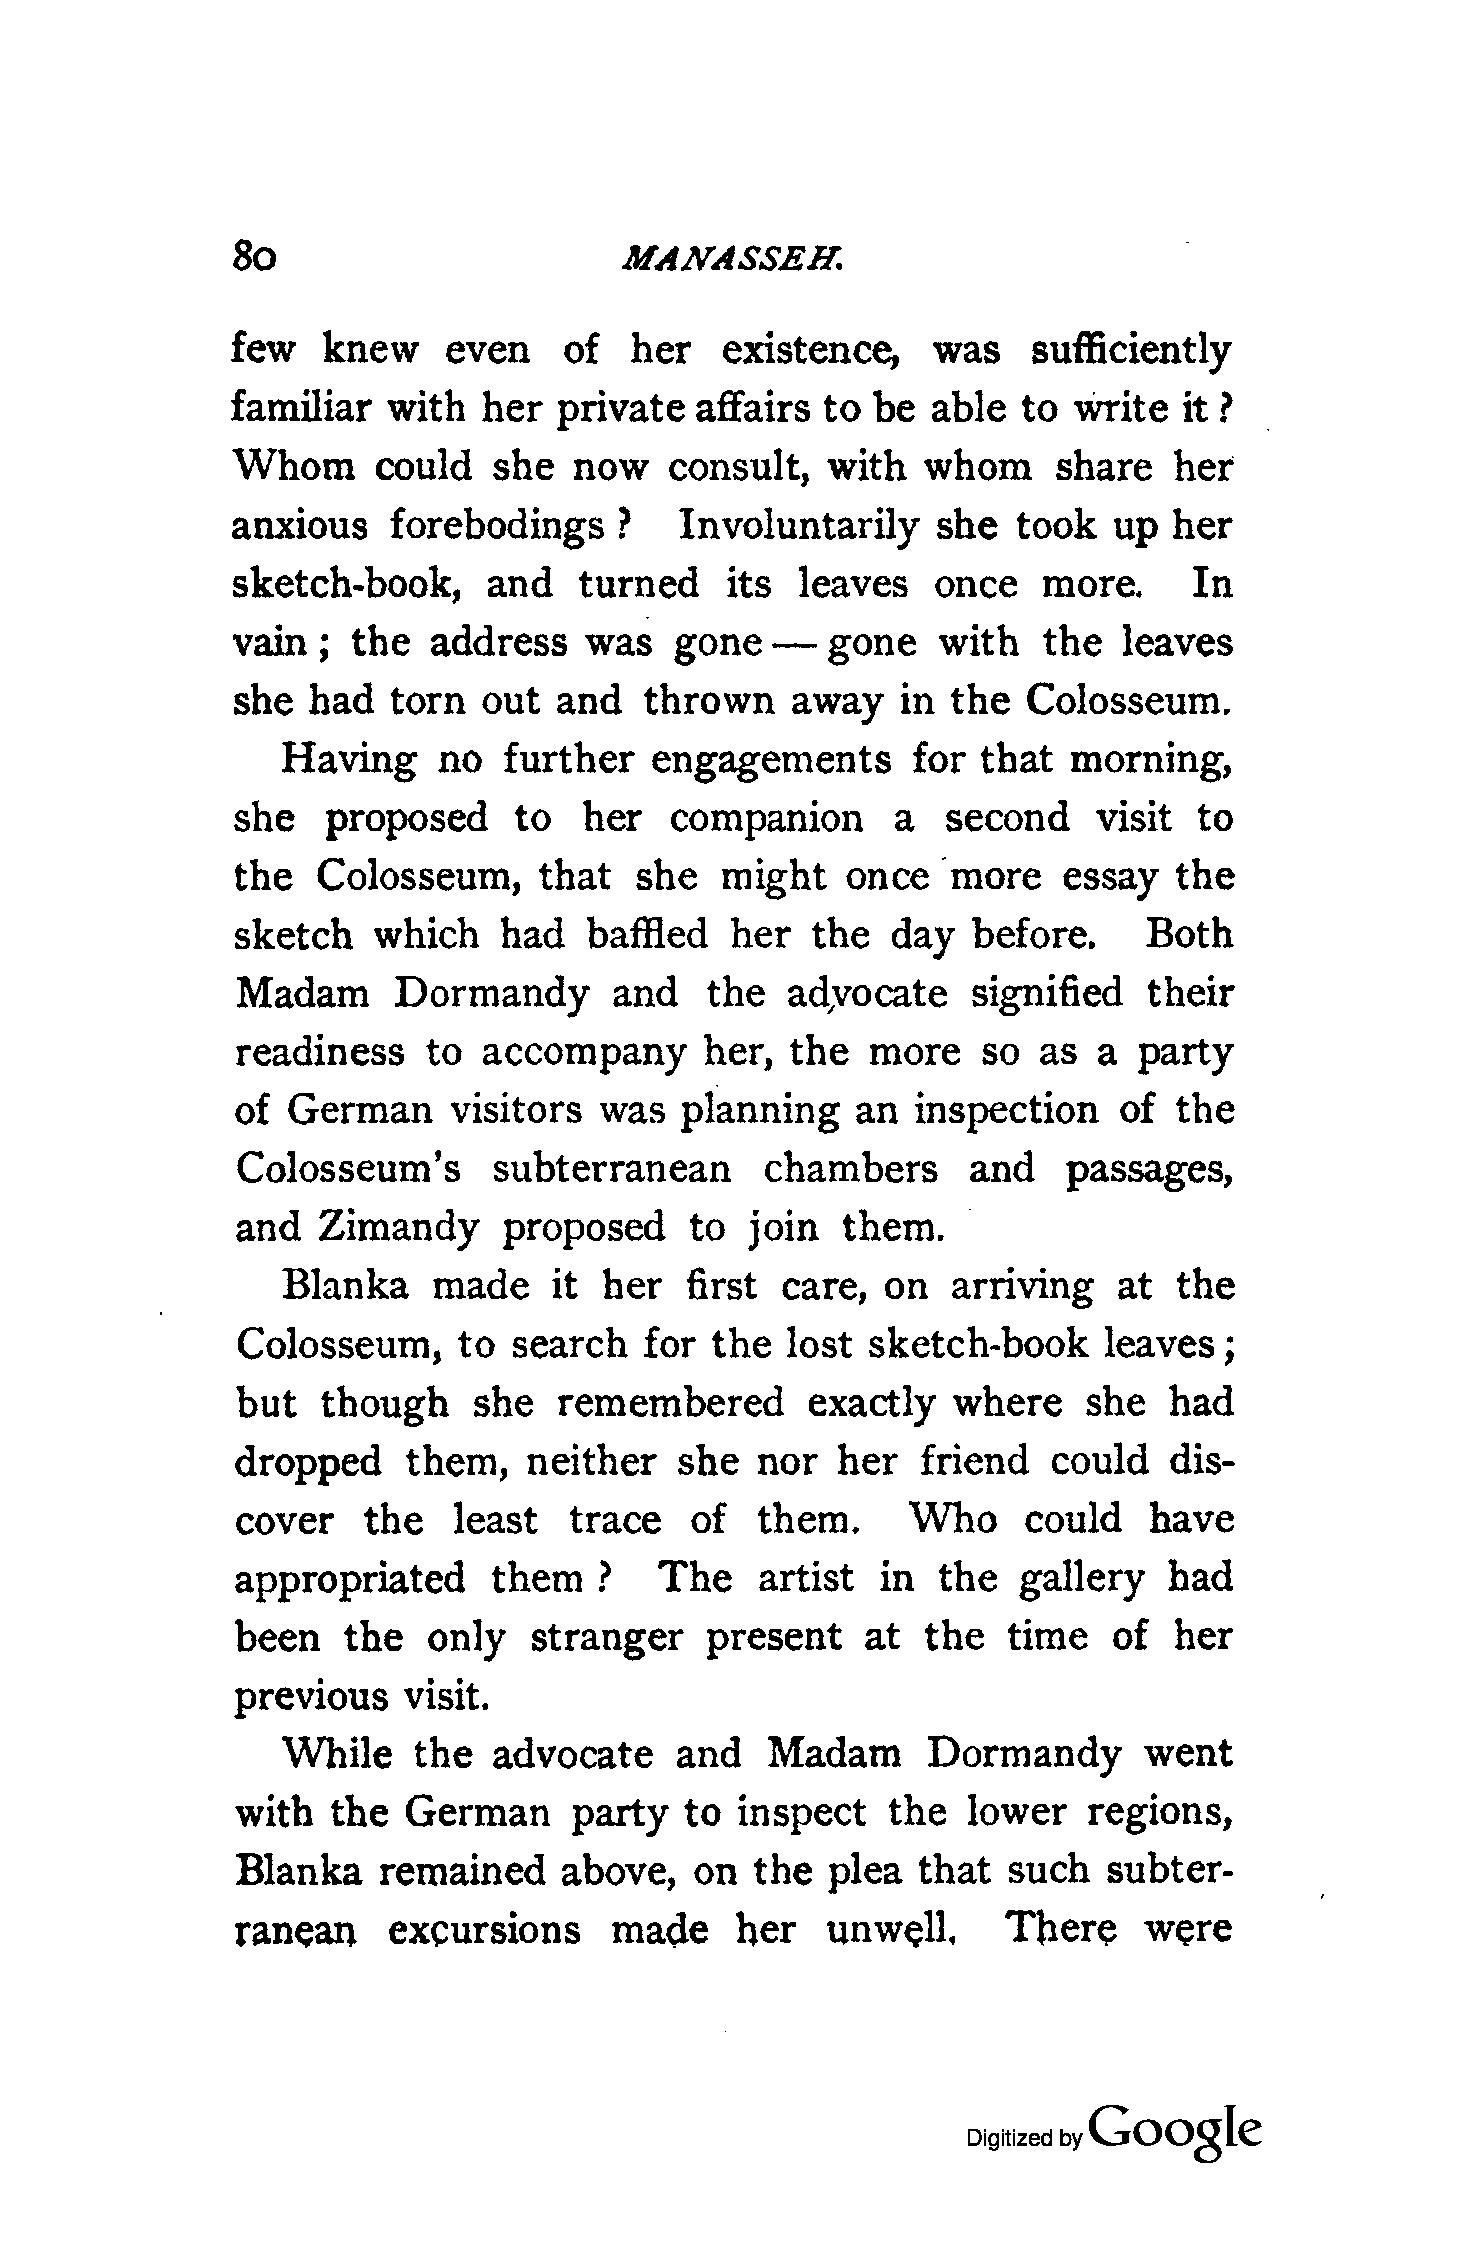 80 MANASSEH.
few knew even of her existence, was sufficiently
familiar with her private affairs to be able to write it ?
Whom could she now consult, with whom share her
anxious forebodings ? Involuntarily she took up her
sketch-book, and turned its leaves once more. In
vain ; the address was gone — gone with the leaves
she had torn out and thrown away in the Colosseum.
Having no further engagements for that morning,
she proposed to her companion a second visit to
the Colosseum, that she might once more essay the
sketch which had baffled her the day before. Both
Madam Dormandy and the advocate signified their
readiness to accompany her, the more so as a party
of German visitors was planning an inspection of the
Colosseum's subterranean chambers and passages,
and Zimandy proposed to join them.
Blanka made it her first care, on arriving at the
Colosseum, to search for the lost sketch-book leaves ;
but though she remembered exactly where she had
dropped them, neither she nor her friend could dis-
cover the least trace of them. Who could have
appropriated them ? The artist in the gallery had
been the only stranger present at the time of her
previous visit.
While the advocate and Madam Dormandy went
with the German party to inspect the lower regions,
Blanka remained above, on the plea that such subter-
ranean excursions made her unwell. There were
Digitized by Google